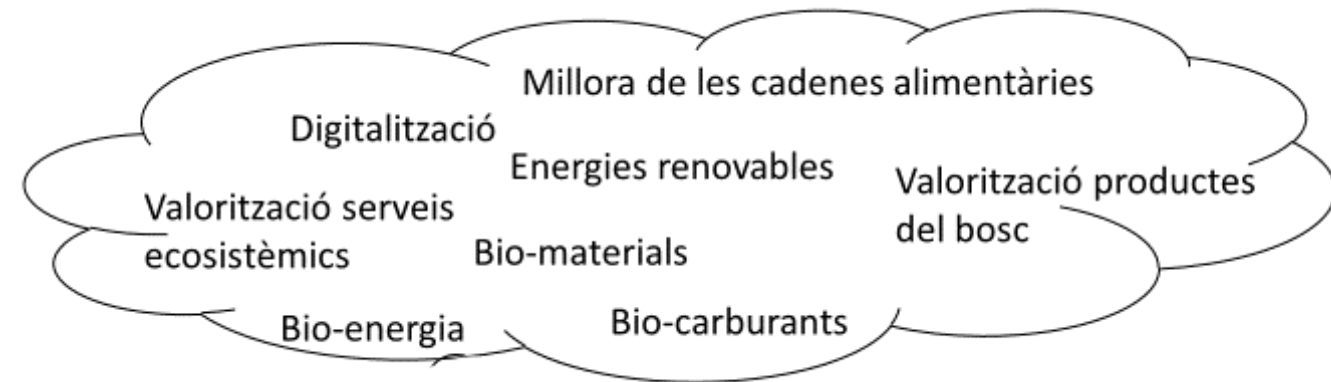 Millora de les cadenes alimentàries
Digitalització
Energies renovables
Valorització productes
del bosc
Valorització serveis
ecosistèmics
Bio-materials
Bio-energia
Bio-carburants